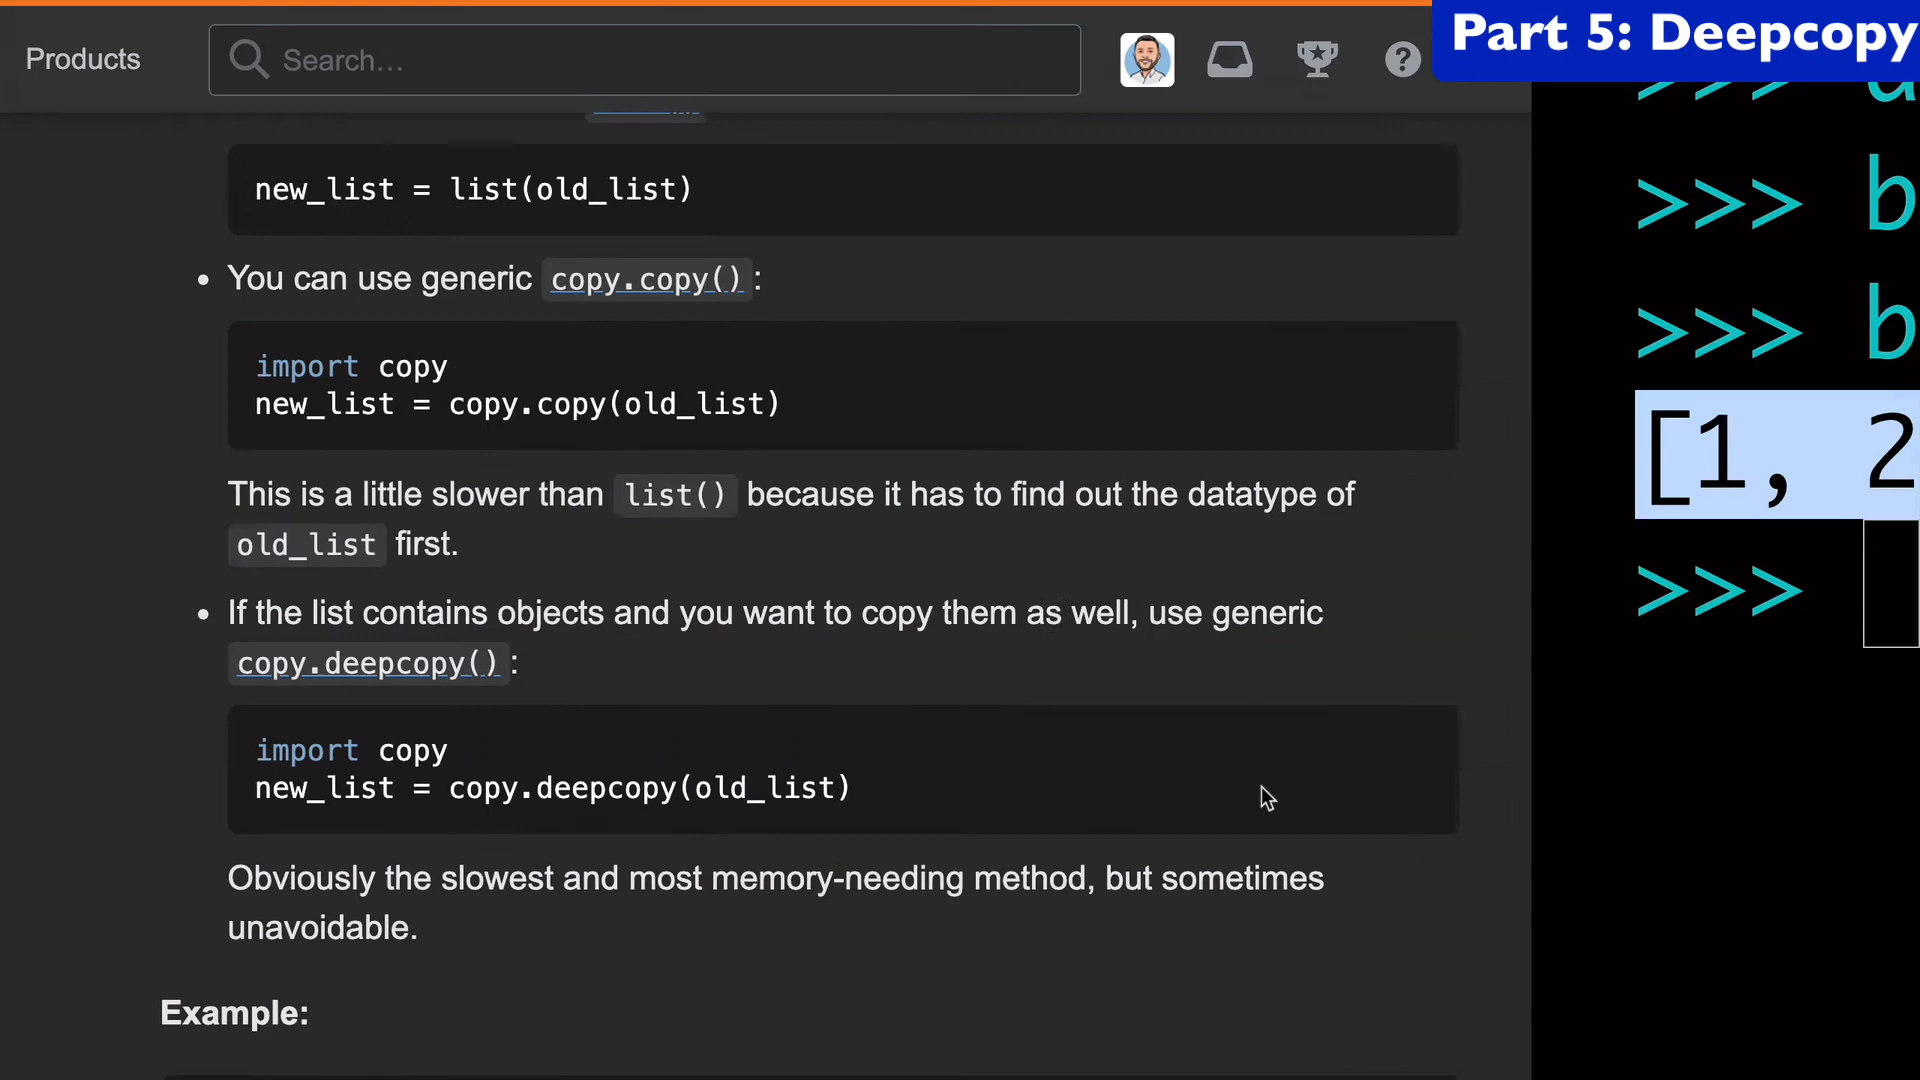 Products
Search…
?
Part 5: Deepcopy
new_list = list(old_list)
• You can use generic copy.copy():
import copy
new_list = copy.copy(old_list)
This is a little slower than list() because it has to find out the datatype of
old_list first.
• If the list contains objects and you want to copy them as well, use generic
copy.deepcopy():
import copy
new_list = copy.deepcopy(old_list)
Obviously the slowest and most memory-needing method, but sometimes
unavoidable.
Example:
>>>
>>> b
>>> b
[1, 2
>>>